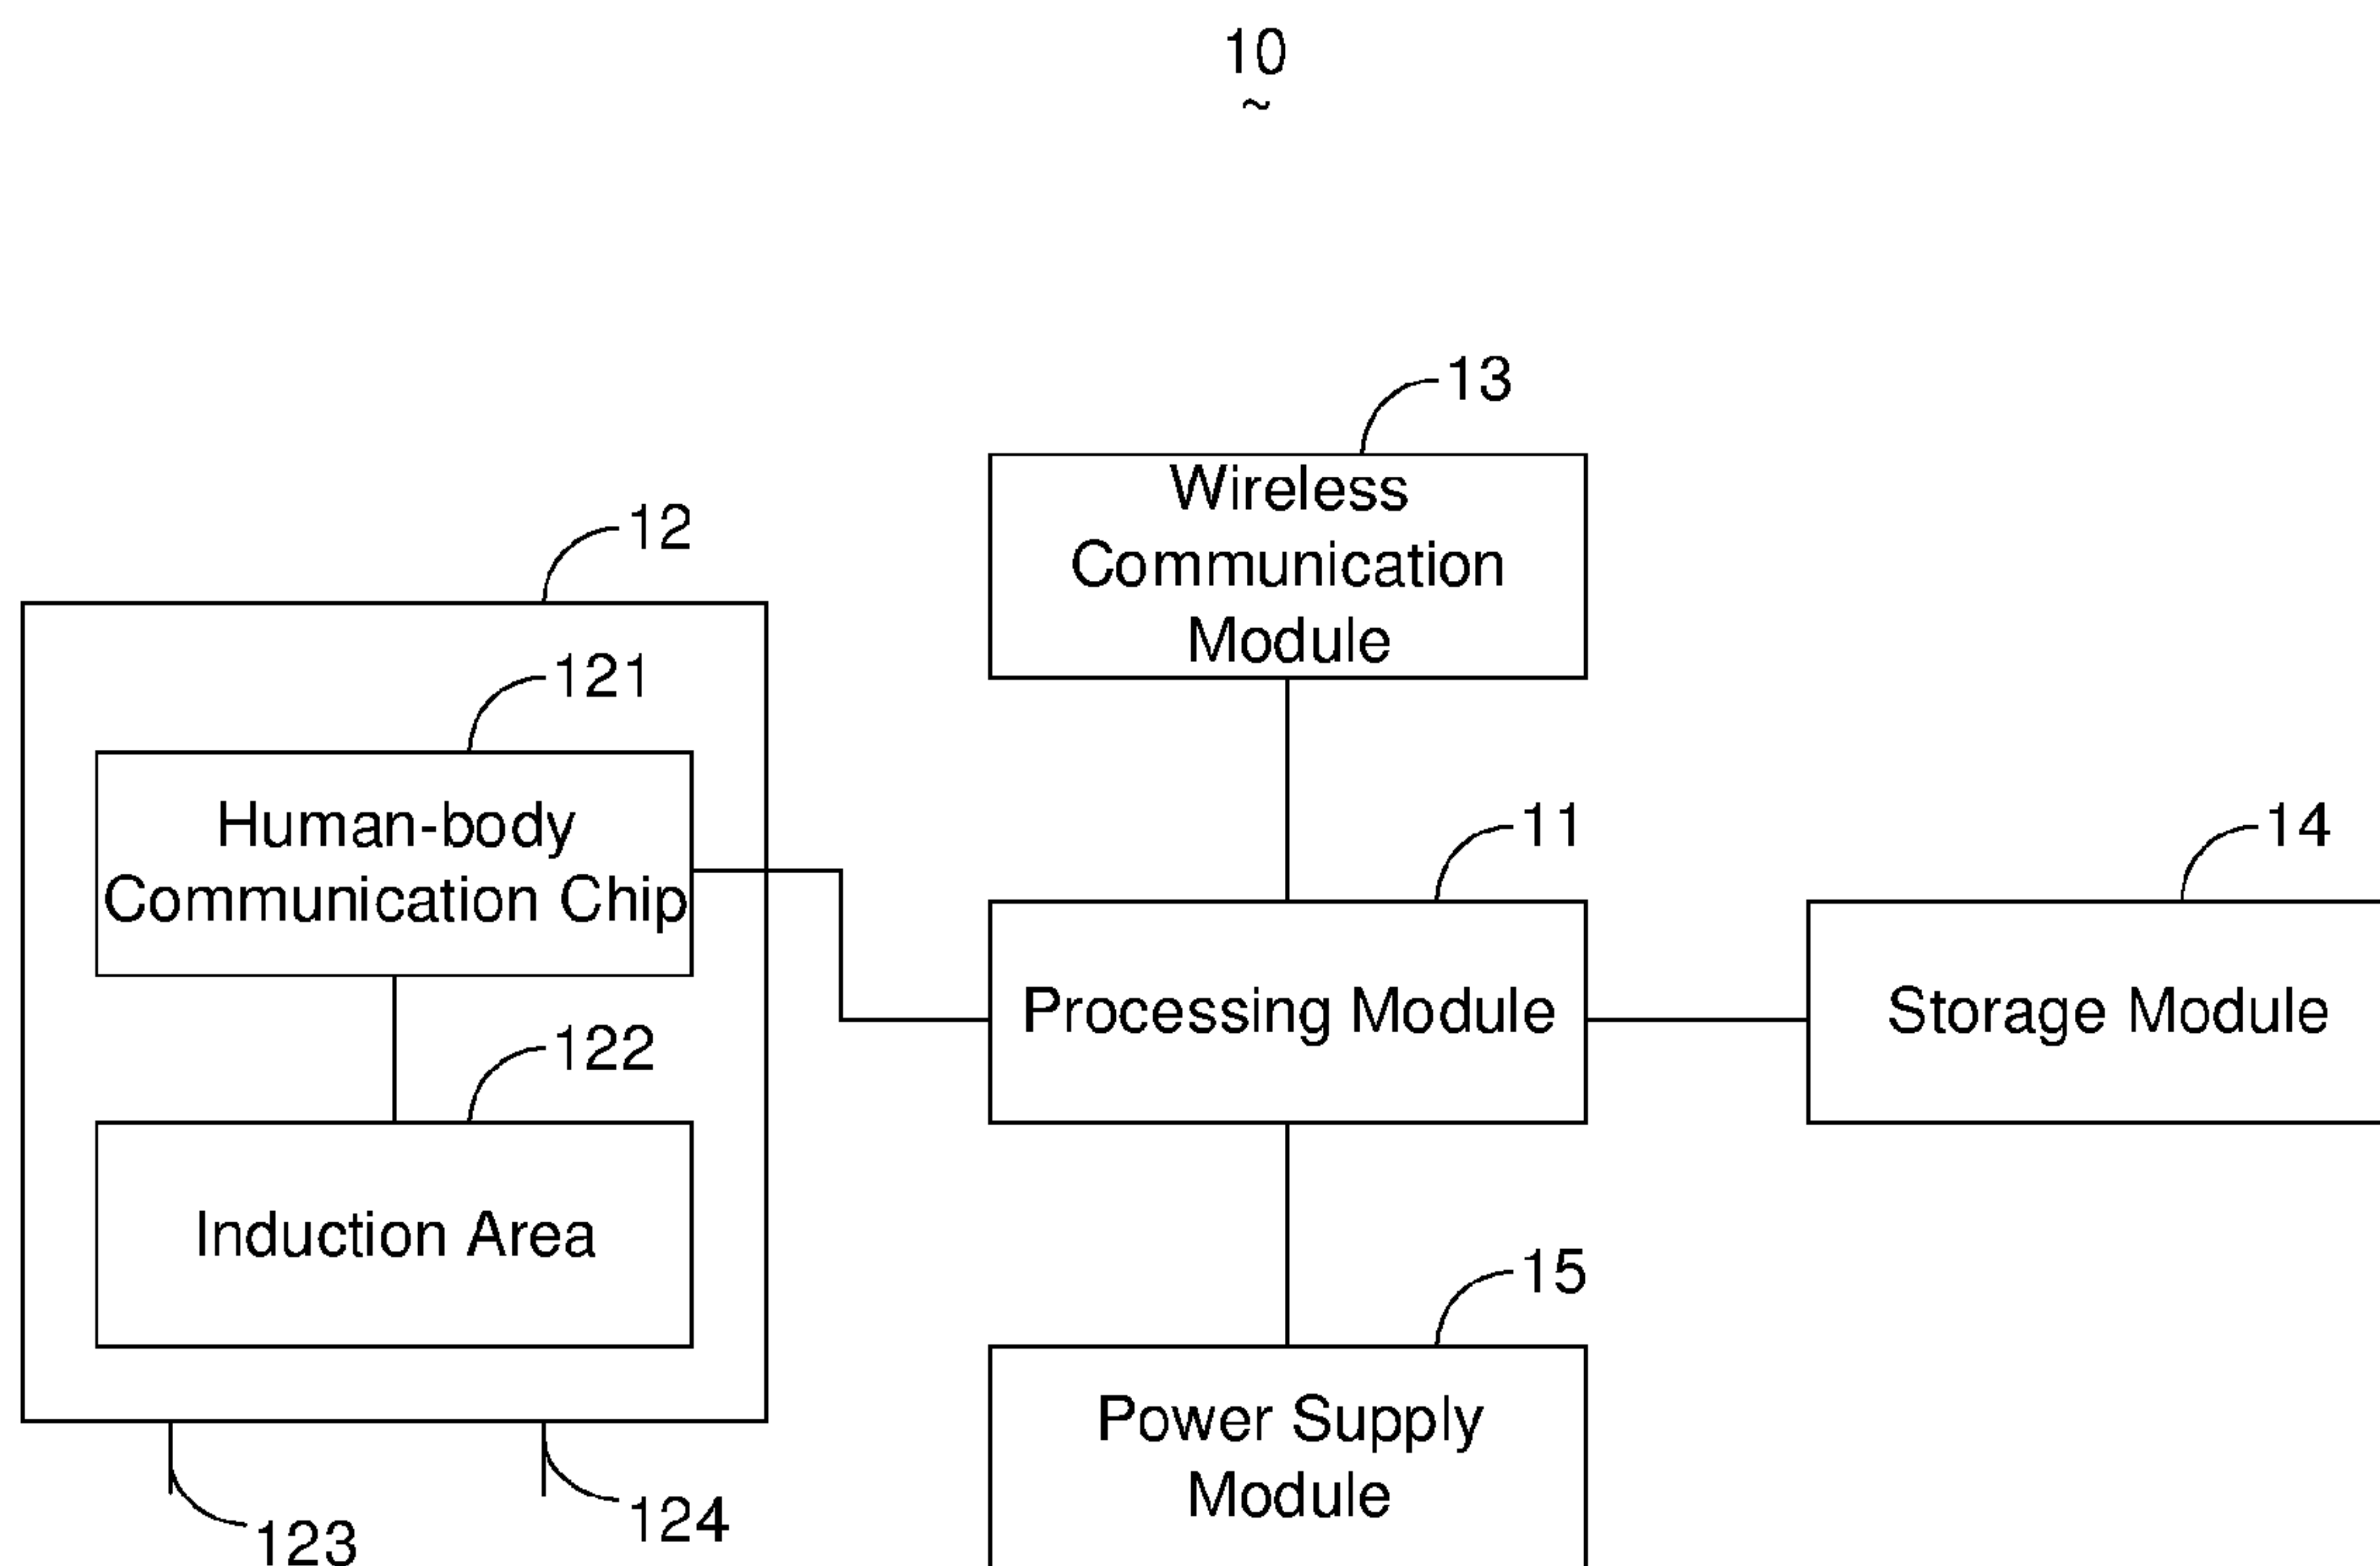 10
~
13
Wireless
Communication
Module
12
121
Human-body
Communication Chip
11
Processing Module
14
Storage Module
122
Induction Area
15
Power Supply
Module
123
124